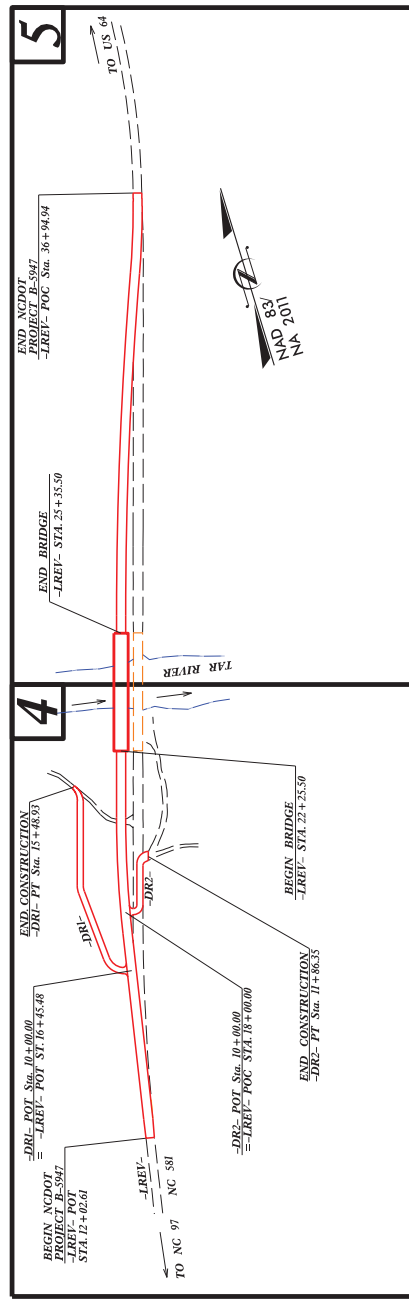 4
5
BEGIN NCDOT
PROJECT B-5947
-LREV- POT
STA. 12+02.61
-DR1- POT Sta. 10+00.00
= -LREV- POT ST. 16+45.48
END CONSTRUCTION
-DR1- PT Sta. 15+48.93
END BRIDGE
-LREV- STA. 25+35.50
END NCDOT
PROJECT B-5947
-LREV- POC Sta. 36+94.94
TO US 64
-DR1-
-DR2-
TAR RIVER
-LREV-
NC 581
TO NC 97
-DR2- POT Sta. 10+00.00
=-LREV- POC STA. 18+00.00
END CONSTRUCTION
-DR2- PT Sta. 11+86.35
BEGIN BRIDGE
-LREV- STA. 22+25.50
NAD 83/
NA 2011